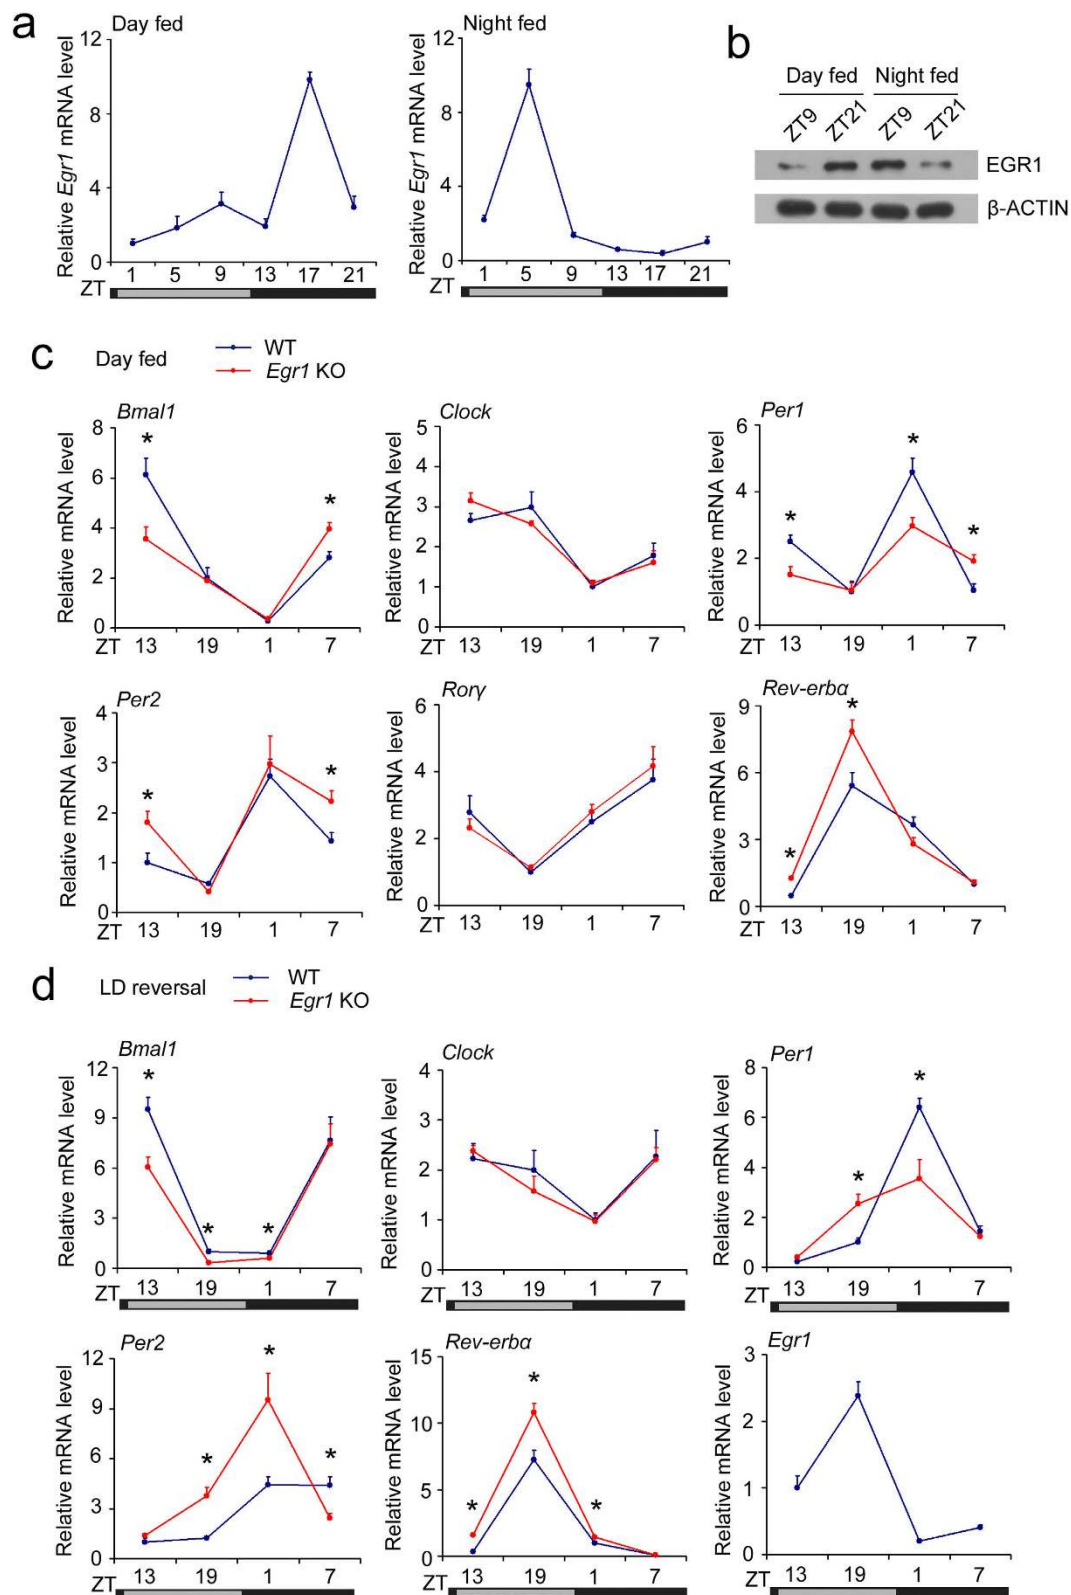 a
Day fed
Night fed
Relative Egr1 mRNA level
12
8
4
0
1 5 9 13 17 21
ZT
Relative Egr1 mRNA level
12
8
4
0
1 5 9 13 17 21
ZT
b
Day fed Night fed
ZT9 ZT21 ZT9 ZT21
EGR1
β-ACTIN
c
Day fed
WT
Egr1 KO
Bmal1
Relative mRNA level
8
6
4
2
0
* *
ZT 13 19 1 7
Clock
Relative mRNA level
5
4
3
2
1
0
ZT 13 19 1 7
Per1
Relative mRNA level
6
4
2
0
* * *
ZT 13 19 1 7
Per2
Relative mRNA level
4
3
2
1
0
* *
ZT 13 19 1 7
Rorγ
Relative mRNA level
6
4
2
0
ZT 13 19 1 7
Rev-erbα
Relative mRNA level
9
6
3
0
* *
ZT 13 19 1 7
d
LD reversal
WT
Egr1 KO
Bmal1
Relative mRNA level
12
9
6
3
0
* * *
ZT 13 19 1 7
Clock
Relative mRNA level
4
3
2
1
0
ZT 13 19 1 7
Per1
Relative mRNA level
8
6
4
2
0
* *
ZT 13 19 1 7
Per2
Relative mRNA level
12
9
6
3
0
* * *
ZT 13 19 1 7
Rev-erbα
Relative mRNA level
15
10
5
0
* * *
ZT 13 19 1 7
Egr1
Relative mRNA level
3
2
1
0
ZT 13 19 1 7